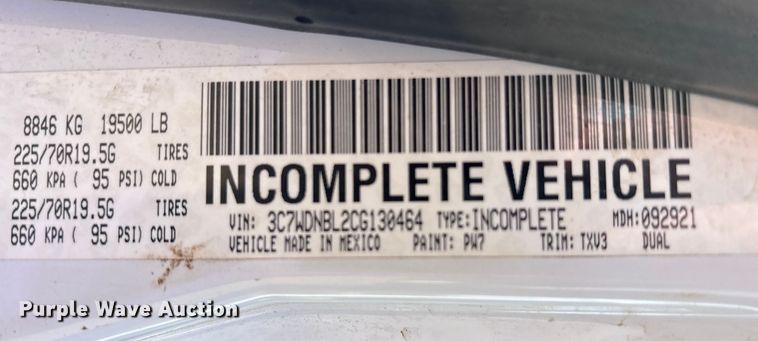 8846 KG 19500 LB
225/70R19.5G TIRES
660 KPA ( 95 PSI) COLD
225/70R19.5G TIRES
660 KPA ( 95 PSI) COLD
INCOMPLETE VEHICLE
VIN: 3C7WDNBL2CG130464 TYPE: INCOMPLETE MDH: 092921
VEHICLE MADE IN MEXICO PAINT: PW7 TRIM: TXV3 DUAL
Purple Wave Auction